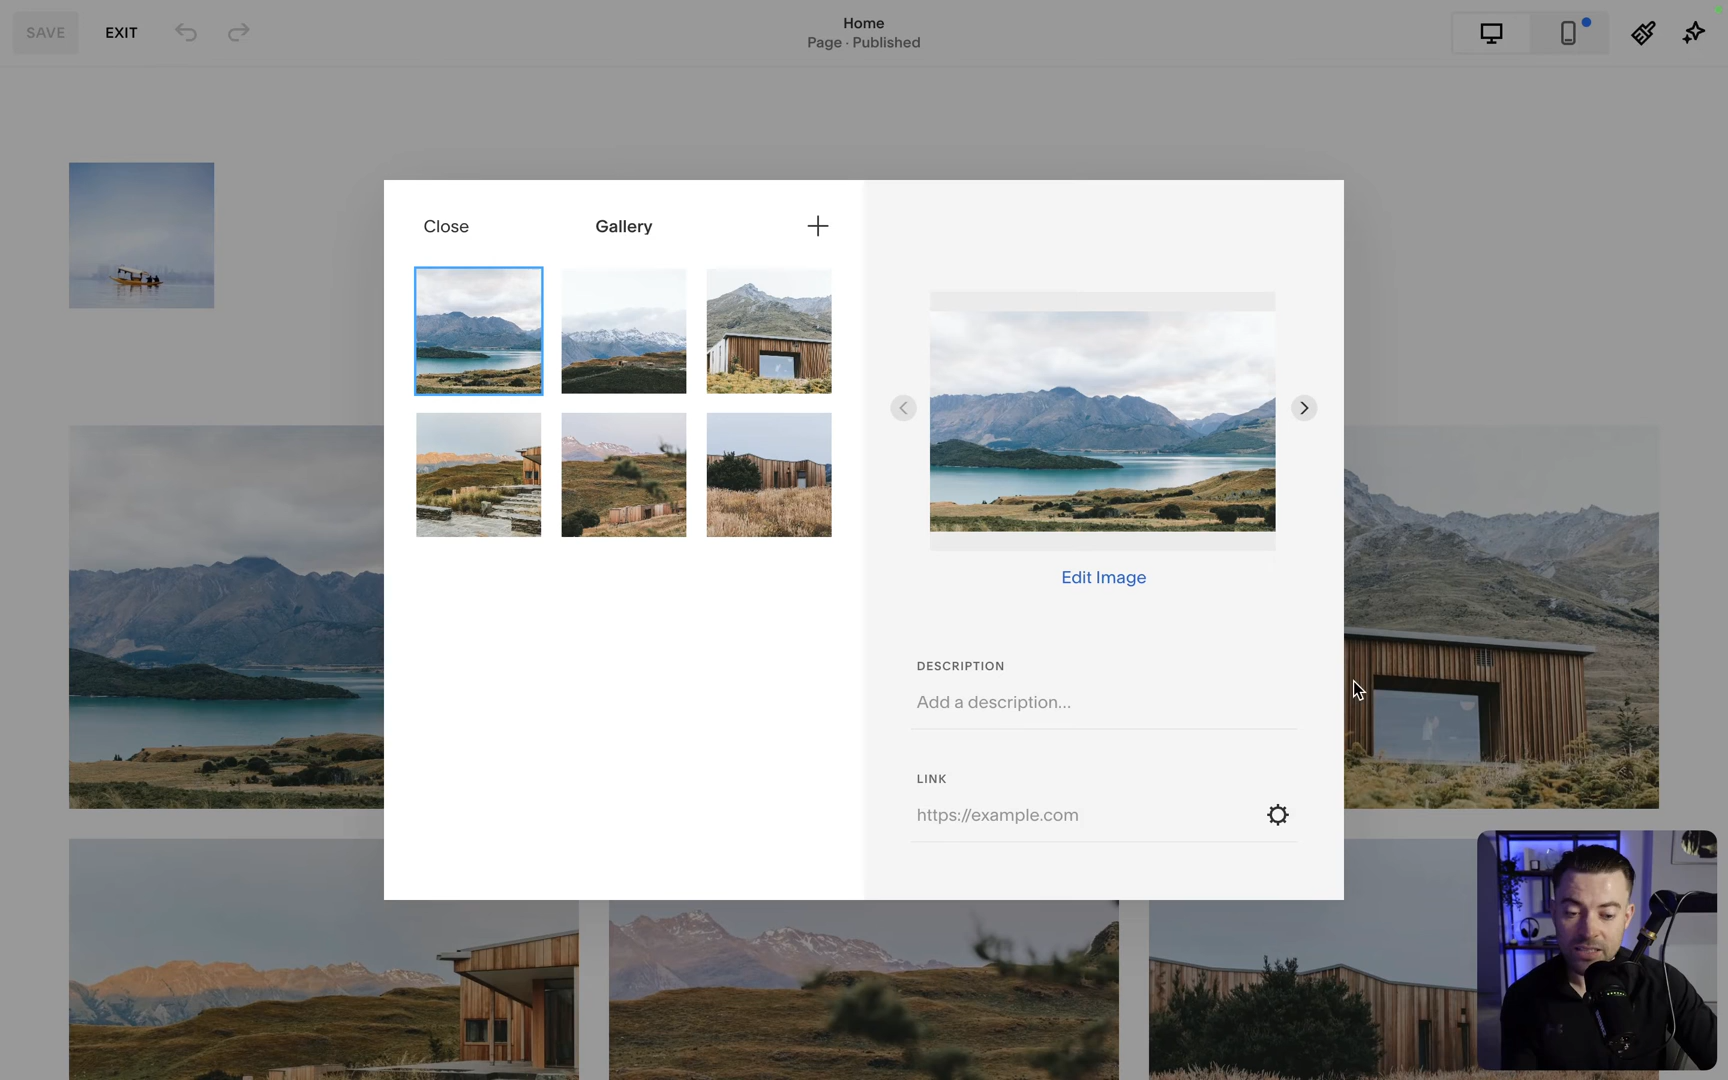 SAVE
EXIT
Home
Page · Published
Close
Gallery
Edit Image
DESCRIPTION
Add a description...
LINK
https://example.com